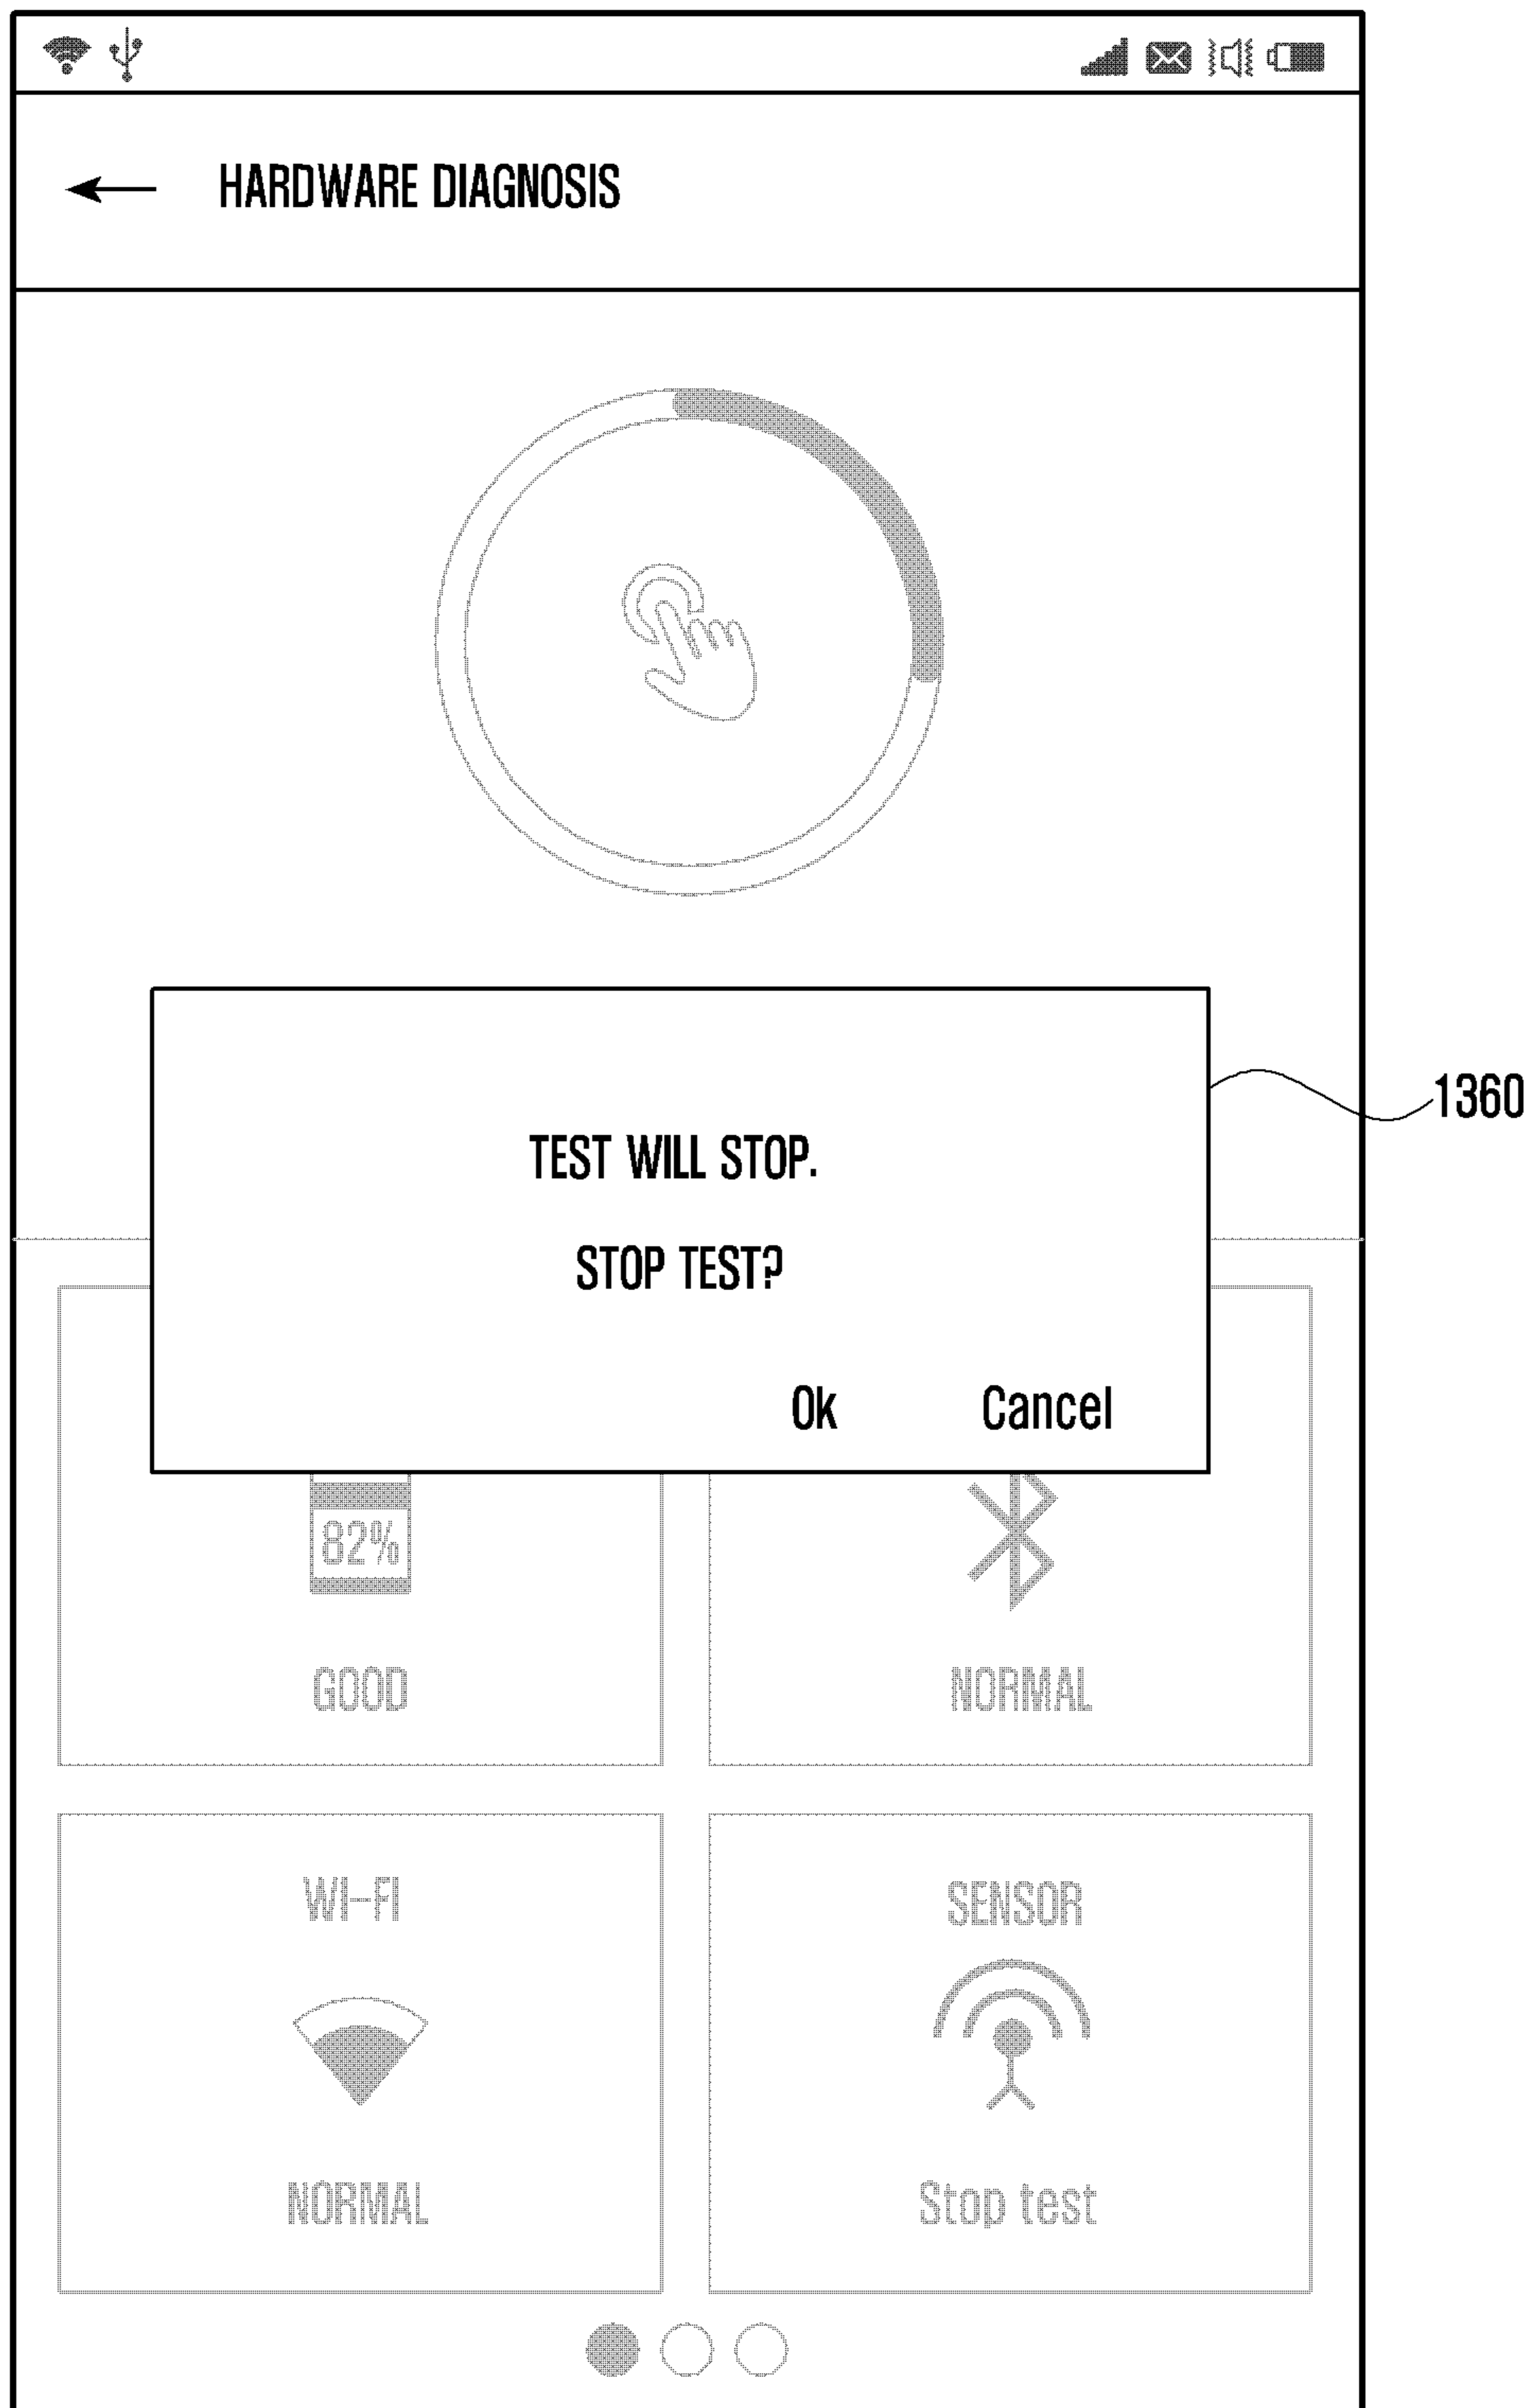 HARDWARE DIAGNOSIS
TEST WILL STOP.
STOP TEST?
Ok Cancel
1360
82%
GOOD NORMAL
WI-FI SENSOR
NORMAL Stop test